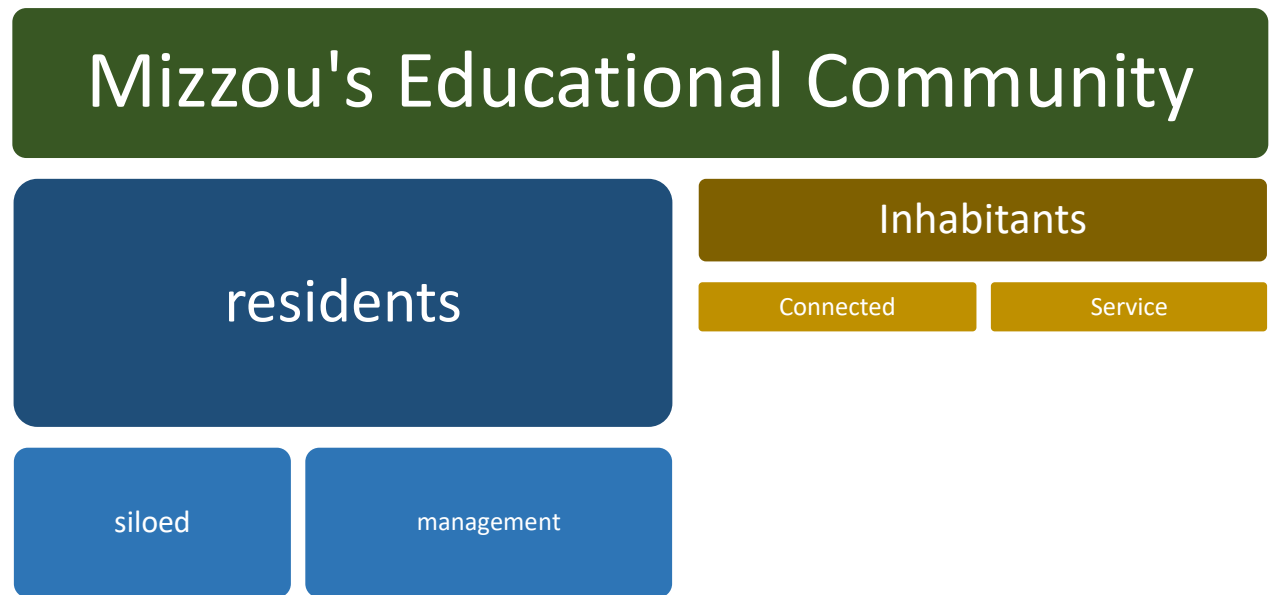 Mizzou's Educational Community
residents
siloed
management
Inhabitants
Connected
Service